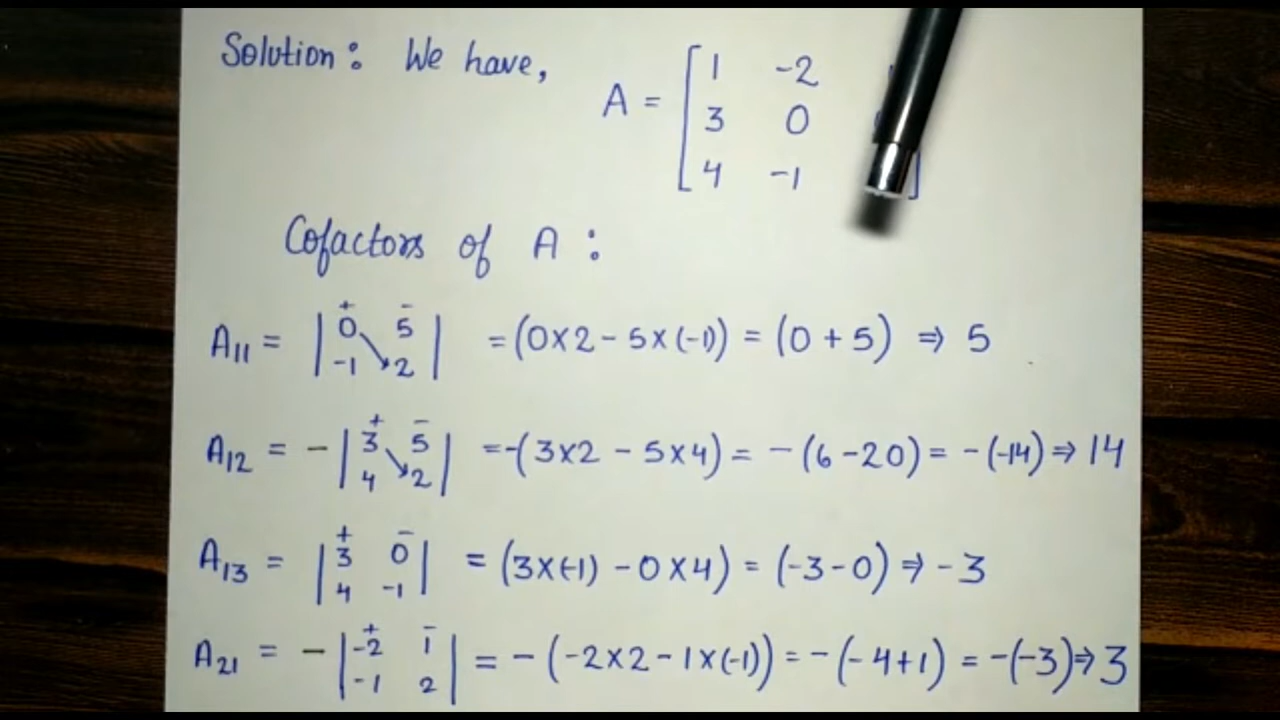 Solution : We have,
A = [1 -2
3 0
4 -1 ]
Cofactors of A :
A11 = |0 5| = (0×2 - 5×(-1)) = (0 + 5) ⇒ 5
|-1 2|
A12 = - |3 5| = -(3×2 - 5×4) = - (6 - 20) = - (-14) ⇒ 14
|4 2|
A13 = |3 0| = (3×(-1) - 0×4) = (-3 - 0) ⇒ -3
|4 -1|
A21 = - |-2 1| = - (-2×2 - 1×(-1)) = - (-4+1) = -(-3) ⇒ 3
|-1 2|